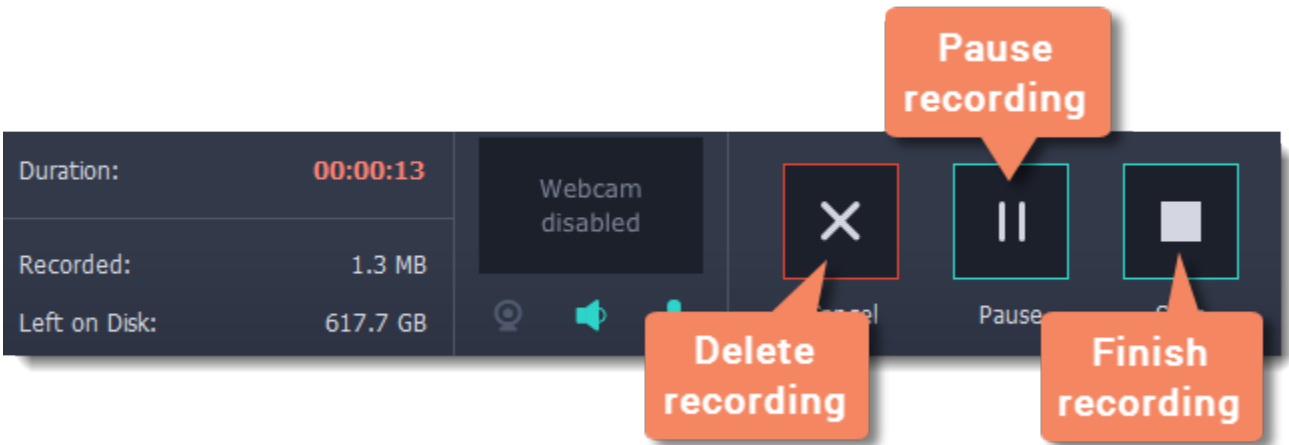 Pause
recording
Duration: 00:00:13
Webcam
disabled
Recorded: 1.3 MB
Left on Disk: 617.7 GB
Pause
Delete
recording
Finish
recording